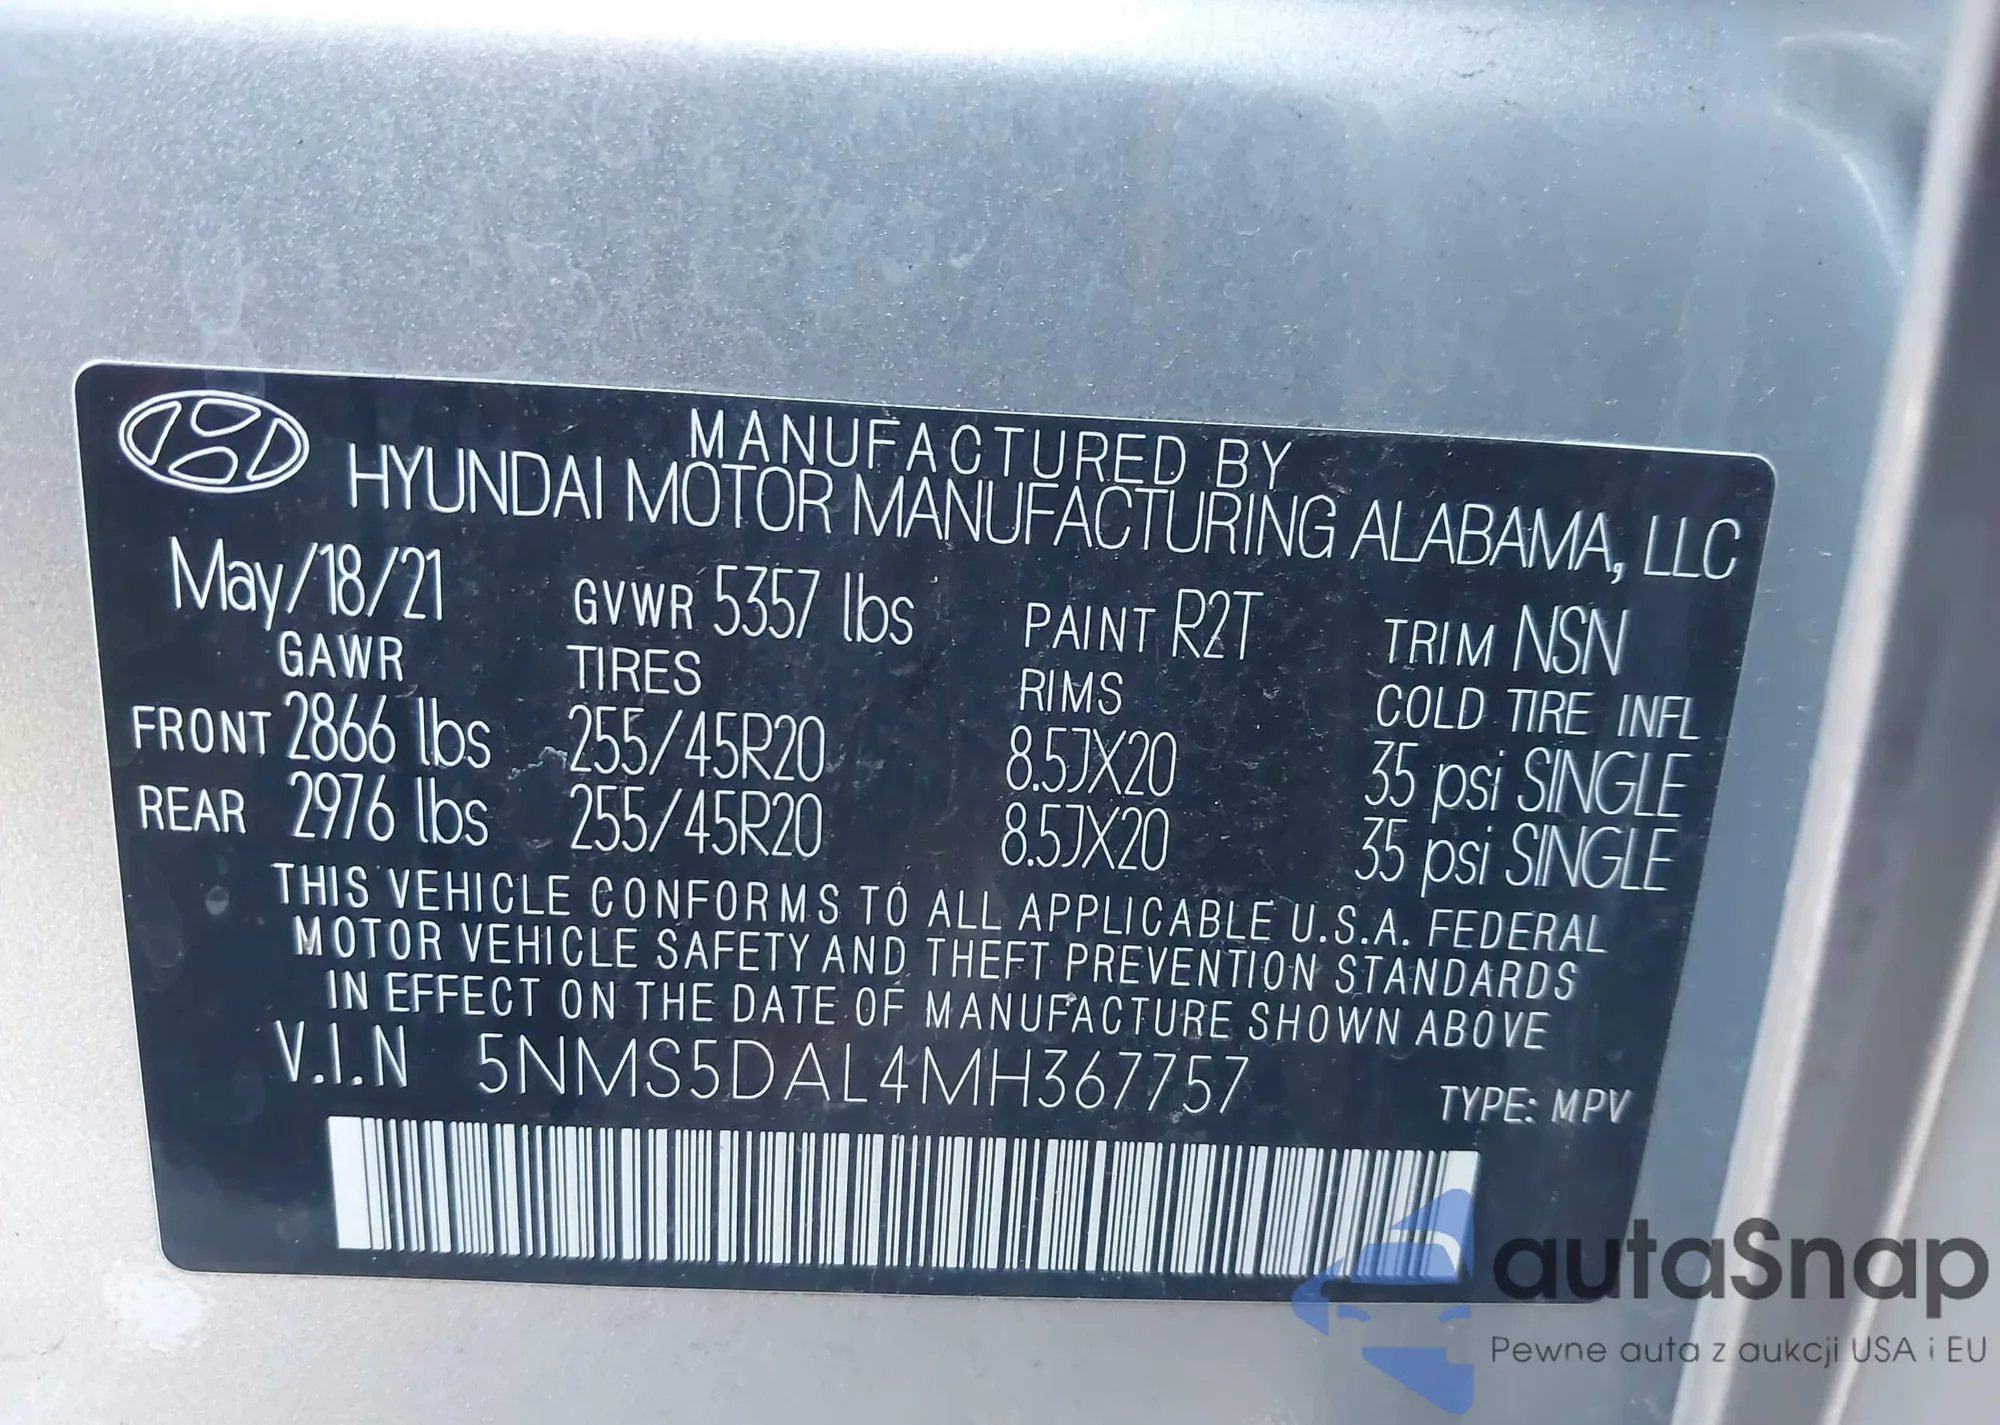 MANUFACTURED BY
HYUNDAI MOTOR MANUFACTURING ALABAMA, LLC
May/18/21 GVWR 5357 lbs PAINT R2T TRIM NSN
GAWR TIRES RIMS COLD TIRE INFL
FRONT 2866 lbs 255/45R20 8.5JX20 35 psi SINGLE
REAR 2976 lbs 255/45R20 8.5JX20 35 psi SINGLE
THIS VEHICLE CONFORMS TO ALL APPLICABLE U.S.A. FEDERAL
MOTOR VEHICLE SAFETY AND THEFT PREVENTION STANDARDS
IN EFFECT ON THE DATE OF MANUFACTURE SHOWN ABOVE
V.I.N 5NMS5DAL4MH367757 TYPE: MPV
autaSnap
Pewne auta z aukcji USA i EU